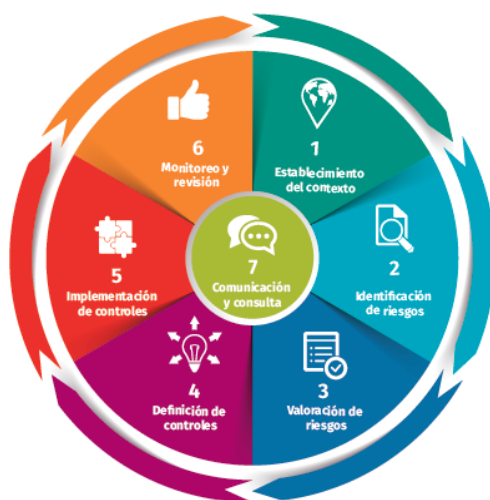 1
Establecimiento
del contexto
2
Identificación
de riesgos
3
Valoración de
riesgos
4
Definición de
controles
5
Implementación
de controles
6
Monitoreo y
revisión
7
Comunicación
y consulta